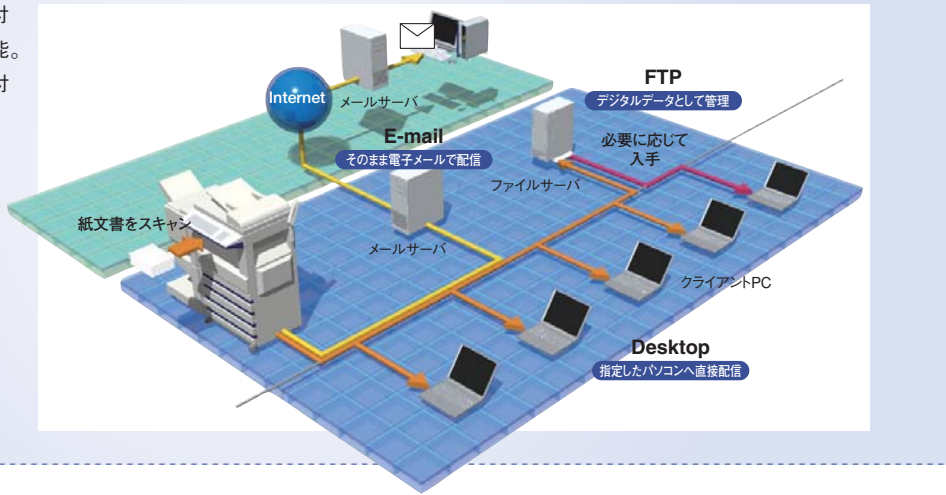 付
能。
付
Internet
メールサーバ
E-mail
そのまま電子メールで配信
FTP
デジタルデータとして管理
必要に応じて
入手
ファイルサーバ
紙文書をスキャン
メールサーバ
クライアントPC
Desktop
指定したパソコンへ直接配信